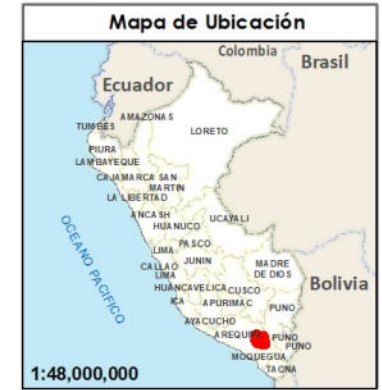 Mapa de Ubicación
Colombia
Brasil
Ecuador
AMAZONAS
TUMBES
LORETO
PIURA
LAMBAYEQUE
CAJAMARCA SAN
MARTIN
LA LIBERTAD
ANCASH
UCAYALI
HUANUCO
OCEANO PACIFICO
LIMA PASCO
JUNIN
CALLAO
LIMA
MADRE
DE DIOS
Bolivia
HUANCAVELICA CUSCO
ICA
APURIMAC
PUNO
AYACUCHO
AREQUIPA
PUNO
PUNO
MOQUEGUA
TACNA
1:48,000,000